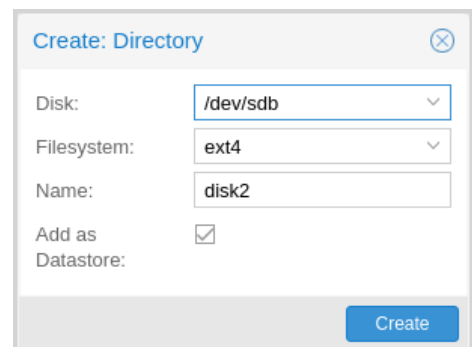 Create: Directory
Disk: /dev/sdb
Filesystem: ext4
Name: disk2
Add as
Datastore:
Create